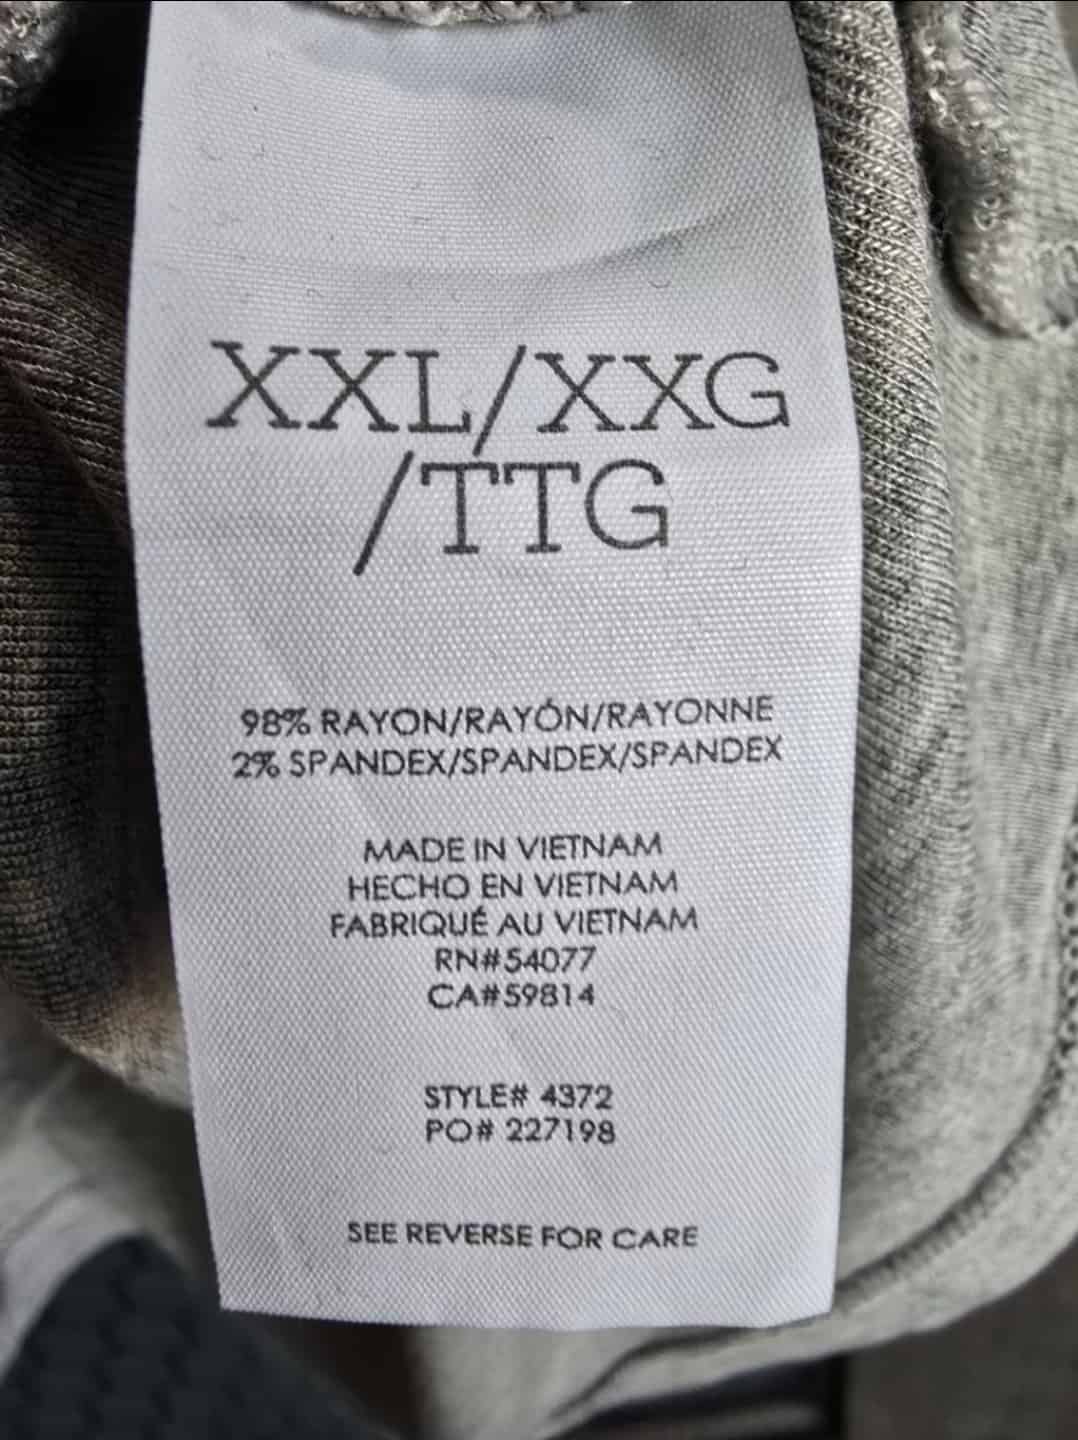 XXL/XXG
/TTG
98% RAYON/RAYÓN/RAYONNE
2% SPANDEX/SPANDEX/SPANDEX
MADE IN VIETNAM
HECHO EN VIETNAM
FABRIQUÉ AU VIETNAM
RN#54077
CA#59814
STYLE# 4372
PO# 227198
SEE REVERSE FOR CARE